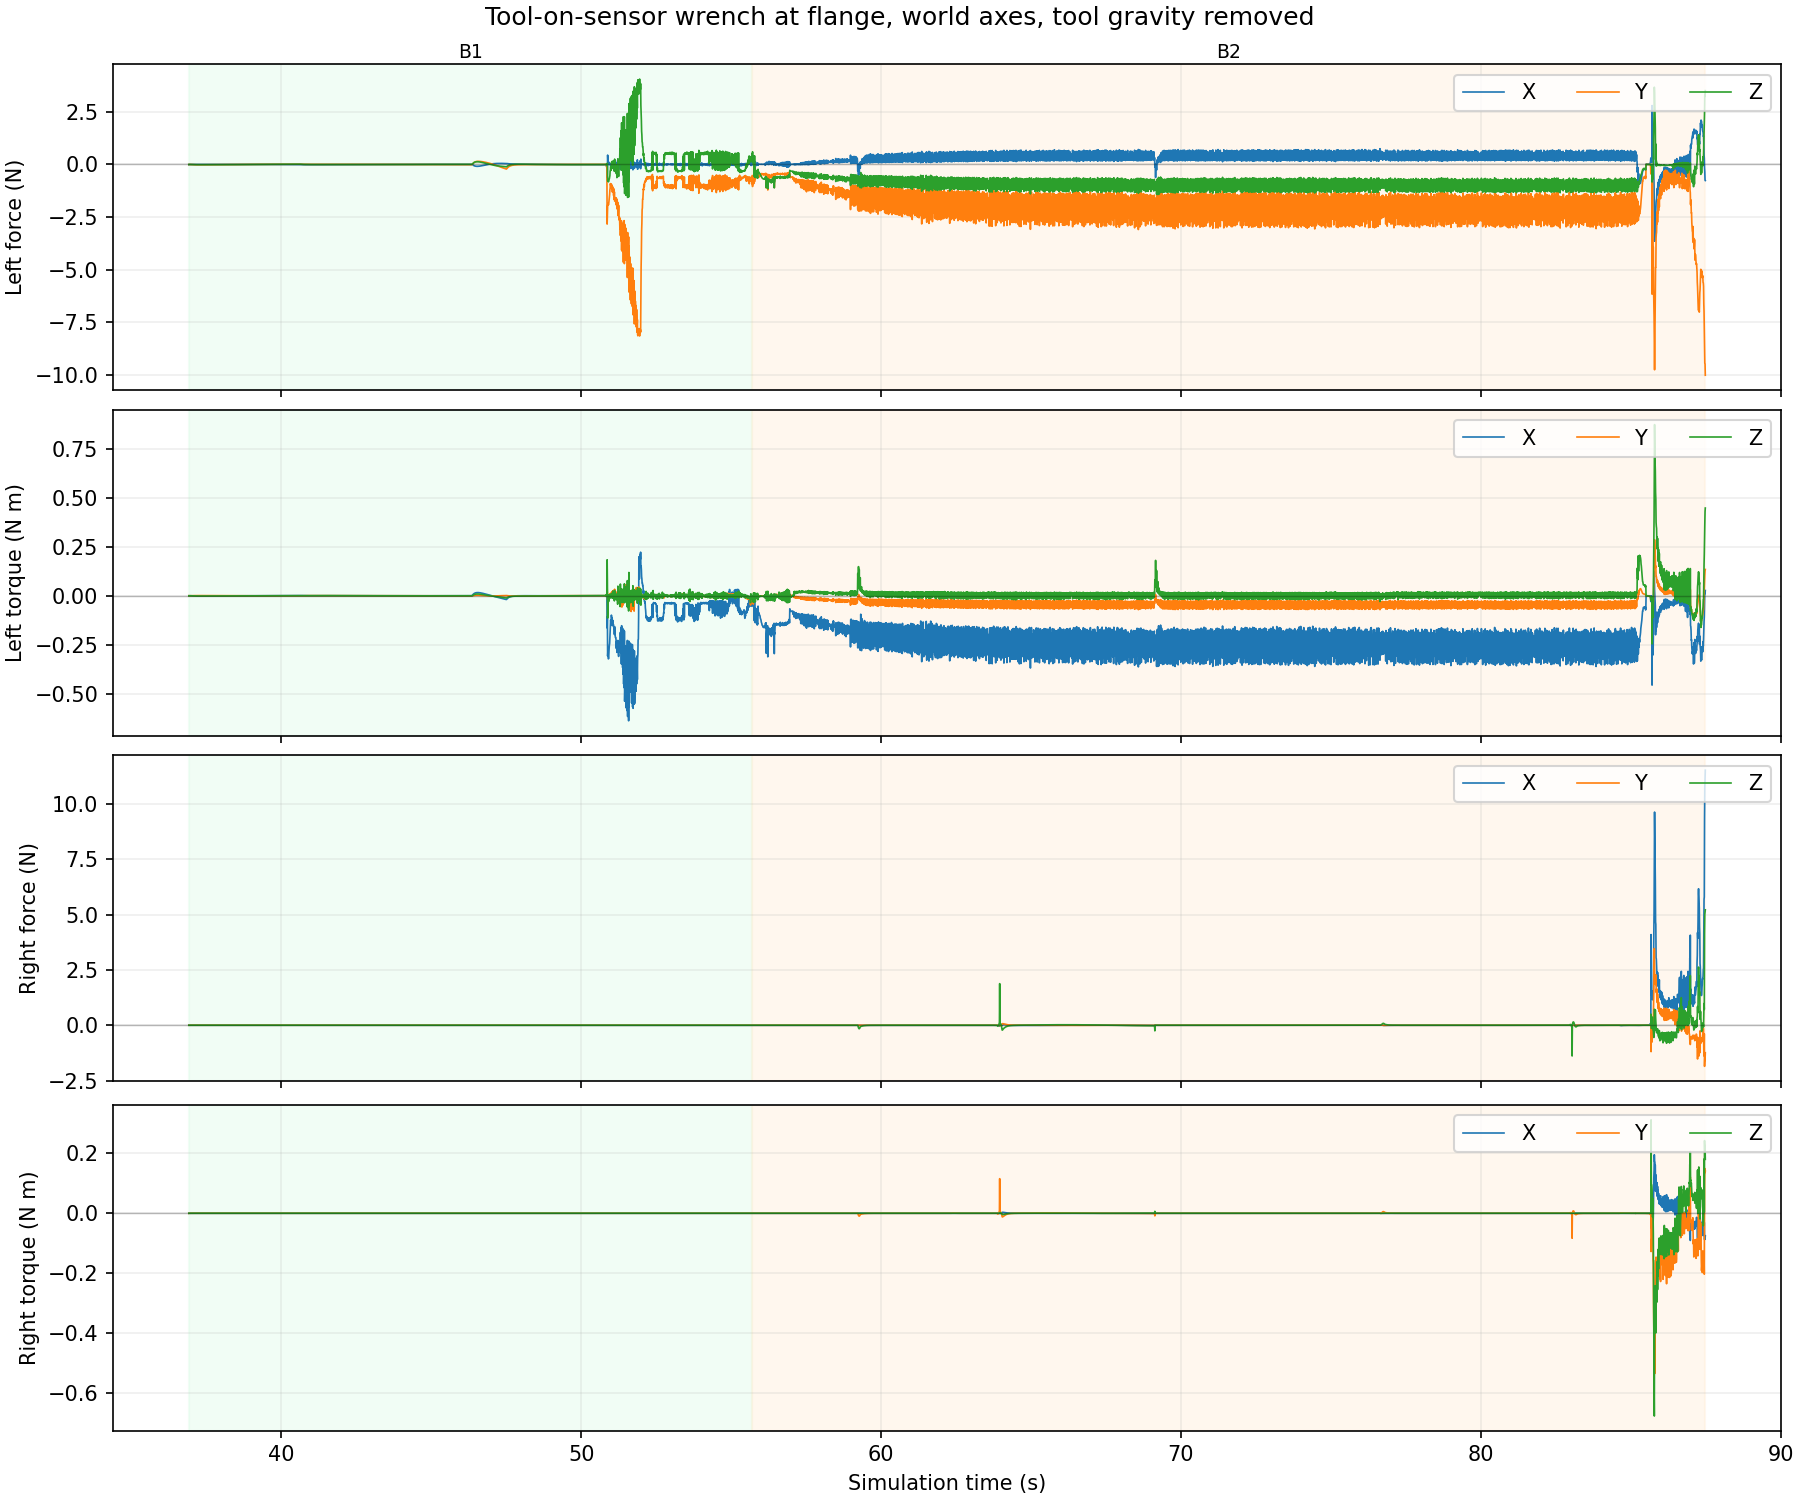 Tool-on-sensor wrench at flange, world axes, tool gravity removed
B1 B2
Left force (N)
2.5
0.0
−2.5
−5.0
−7.5
−10.0
X Y Z
Left torque (N m)
0.75
0.50
0.25
0.00
−0.25
−0.50
X Y Z
Right force (N)
10.0
7.5
5.0
2.5
0.0
−2.5
X Y Z
Right torque (N m)
0.2
0.0
−0.2
−0.4
−0.6
X Y Z
40 50 60 70 80 90
Simulation time (s)